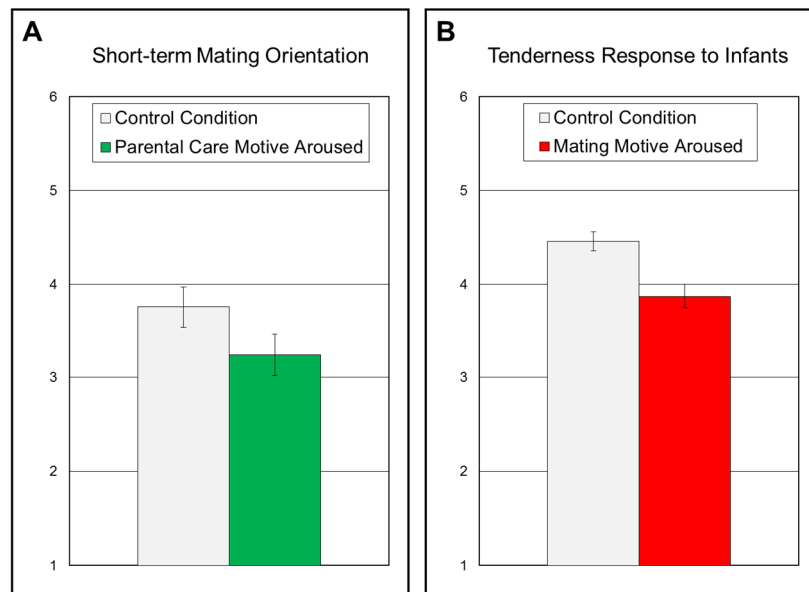 A
Short-term Mating Orientation
6
5
4
3
2
1
Control Condition
Parental Care Motive Aroused
B
Tenderness Response to Infants
6
5
4
3
2
1
Control Condition
Mating Motive Aroused